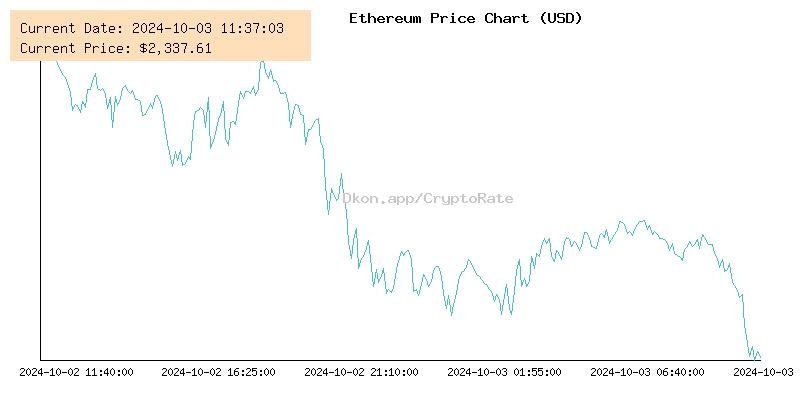 Ethereum Price Chart (USD)
Current Date: 2024-10-03 11:37:03
Current Price: $2,337.61
Dkon.app/CryptoRate
2024-10-02 11:40:00 2024-10-02 16:25:00 2024-10-02 21:10:00 2024-10-03 01:55:00 2024-10-03 06:40:00 2024-10-03